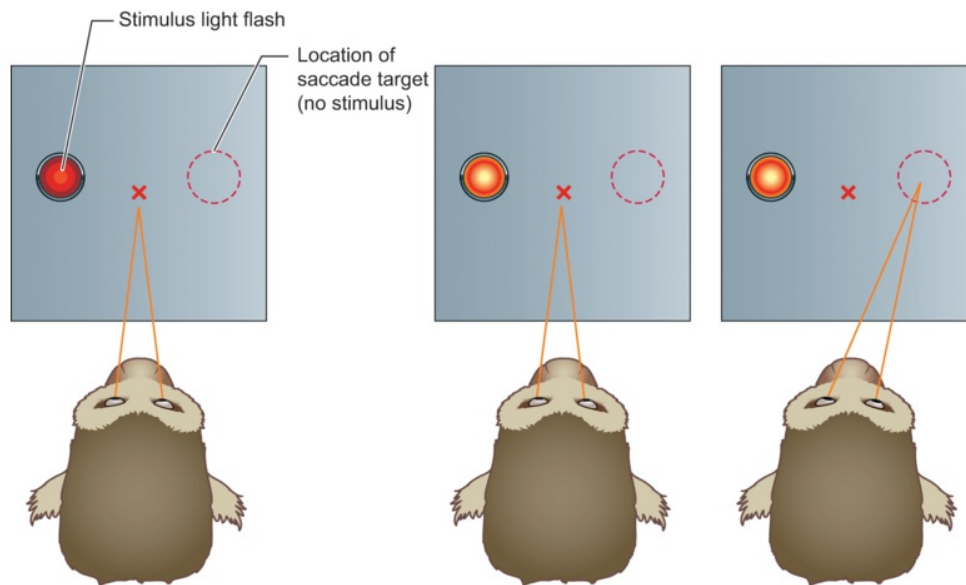 Stimulus light flash
Location of
saccade target
(no stimulus)